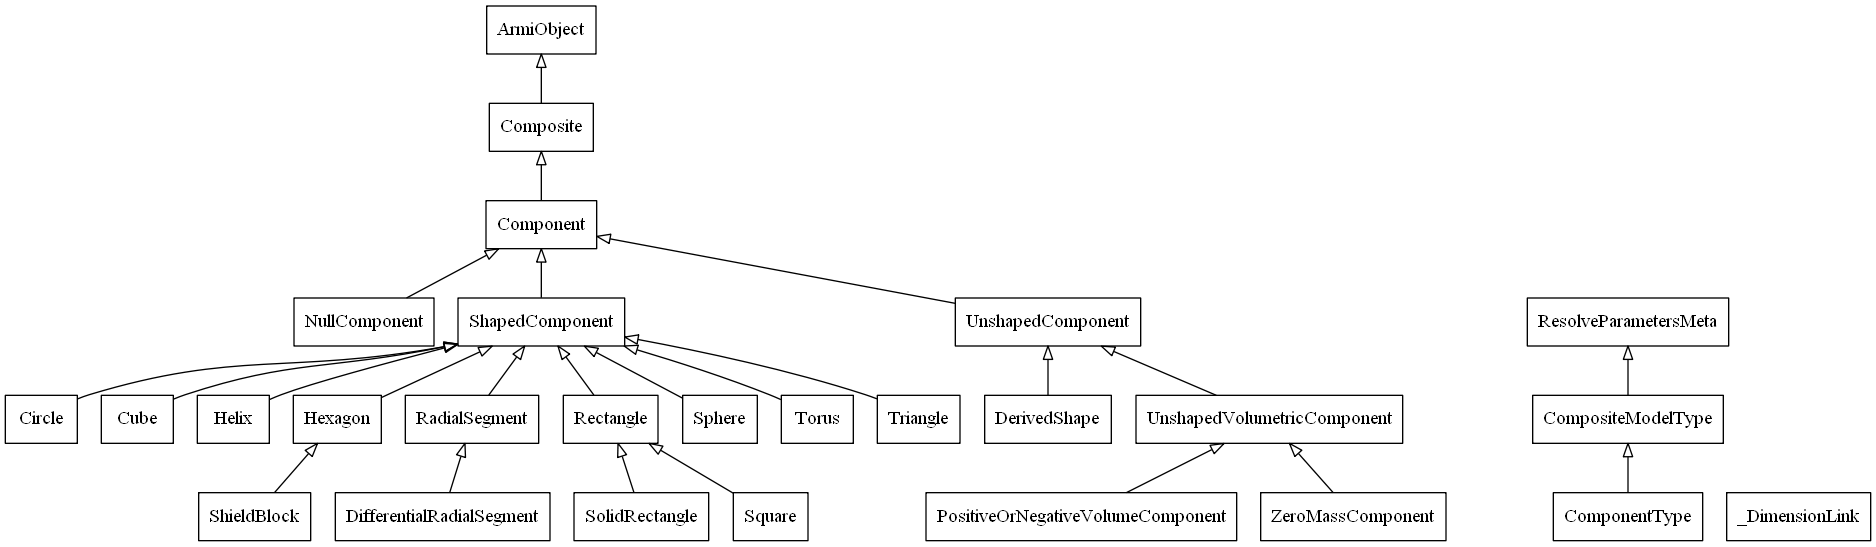 ArmiObject
Composite
Component
NullComponent
ShapedComponent
UnshapedComponent
ResolveParametersMeta
Circle
Cube
Helix
Hexagon
RadialSegment
Rectangle
Sphere
Torus
Triangle
DerivedShape
UnshapedVolumetricComponent
CompositeModelType
ShieldBlock
DifferentialRadialSegment
SolidRectangle
Square
PositiveOrNegativeVolumeComponent
ZeroMassComponent
ComponentType
_DimensionLink